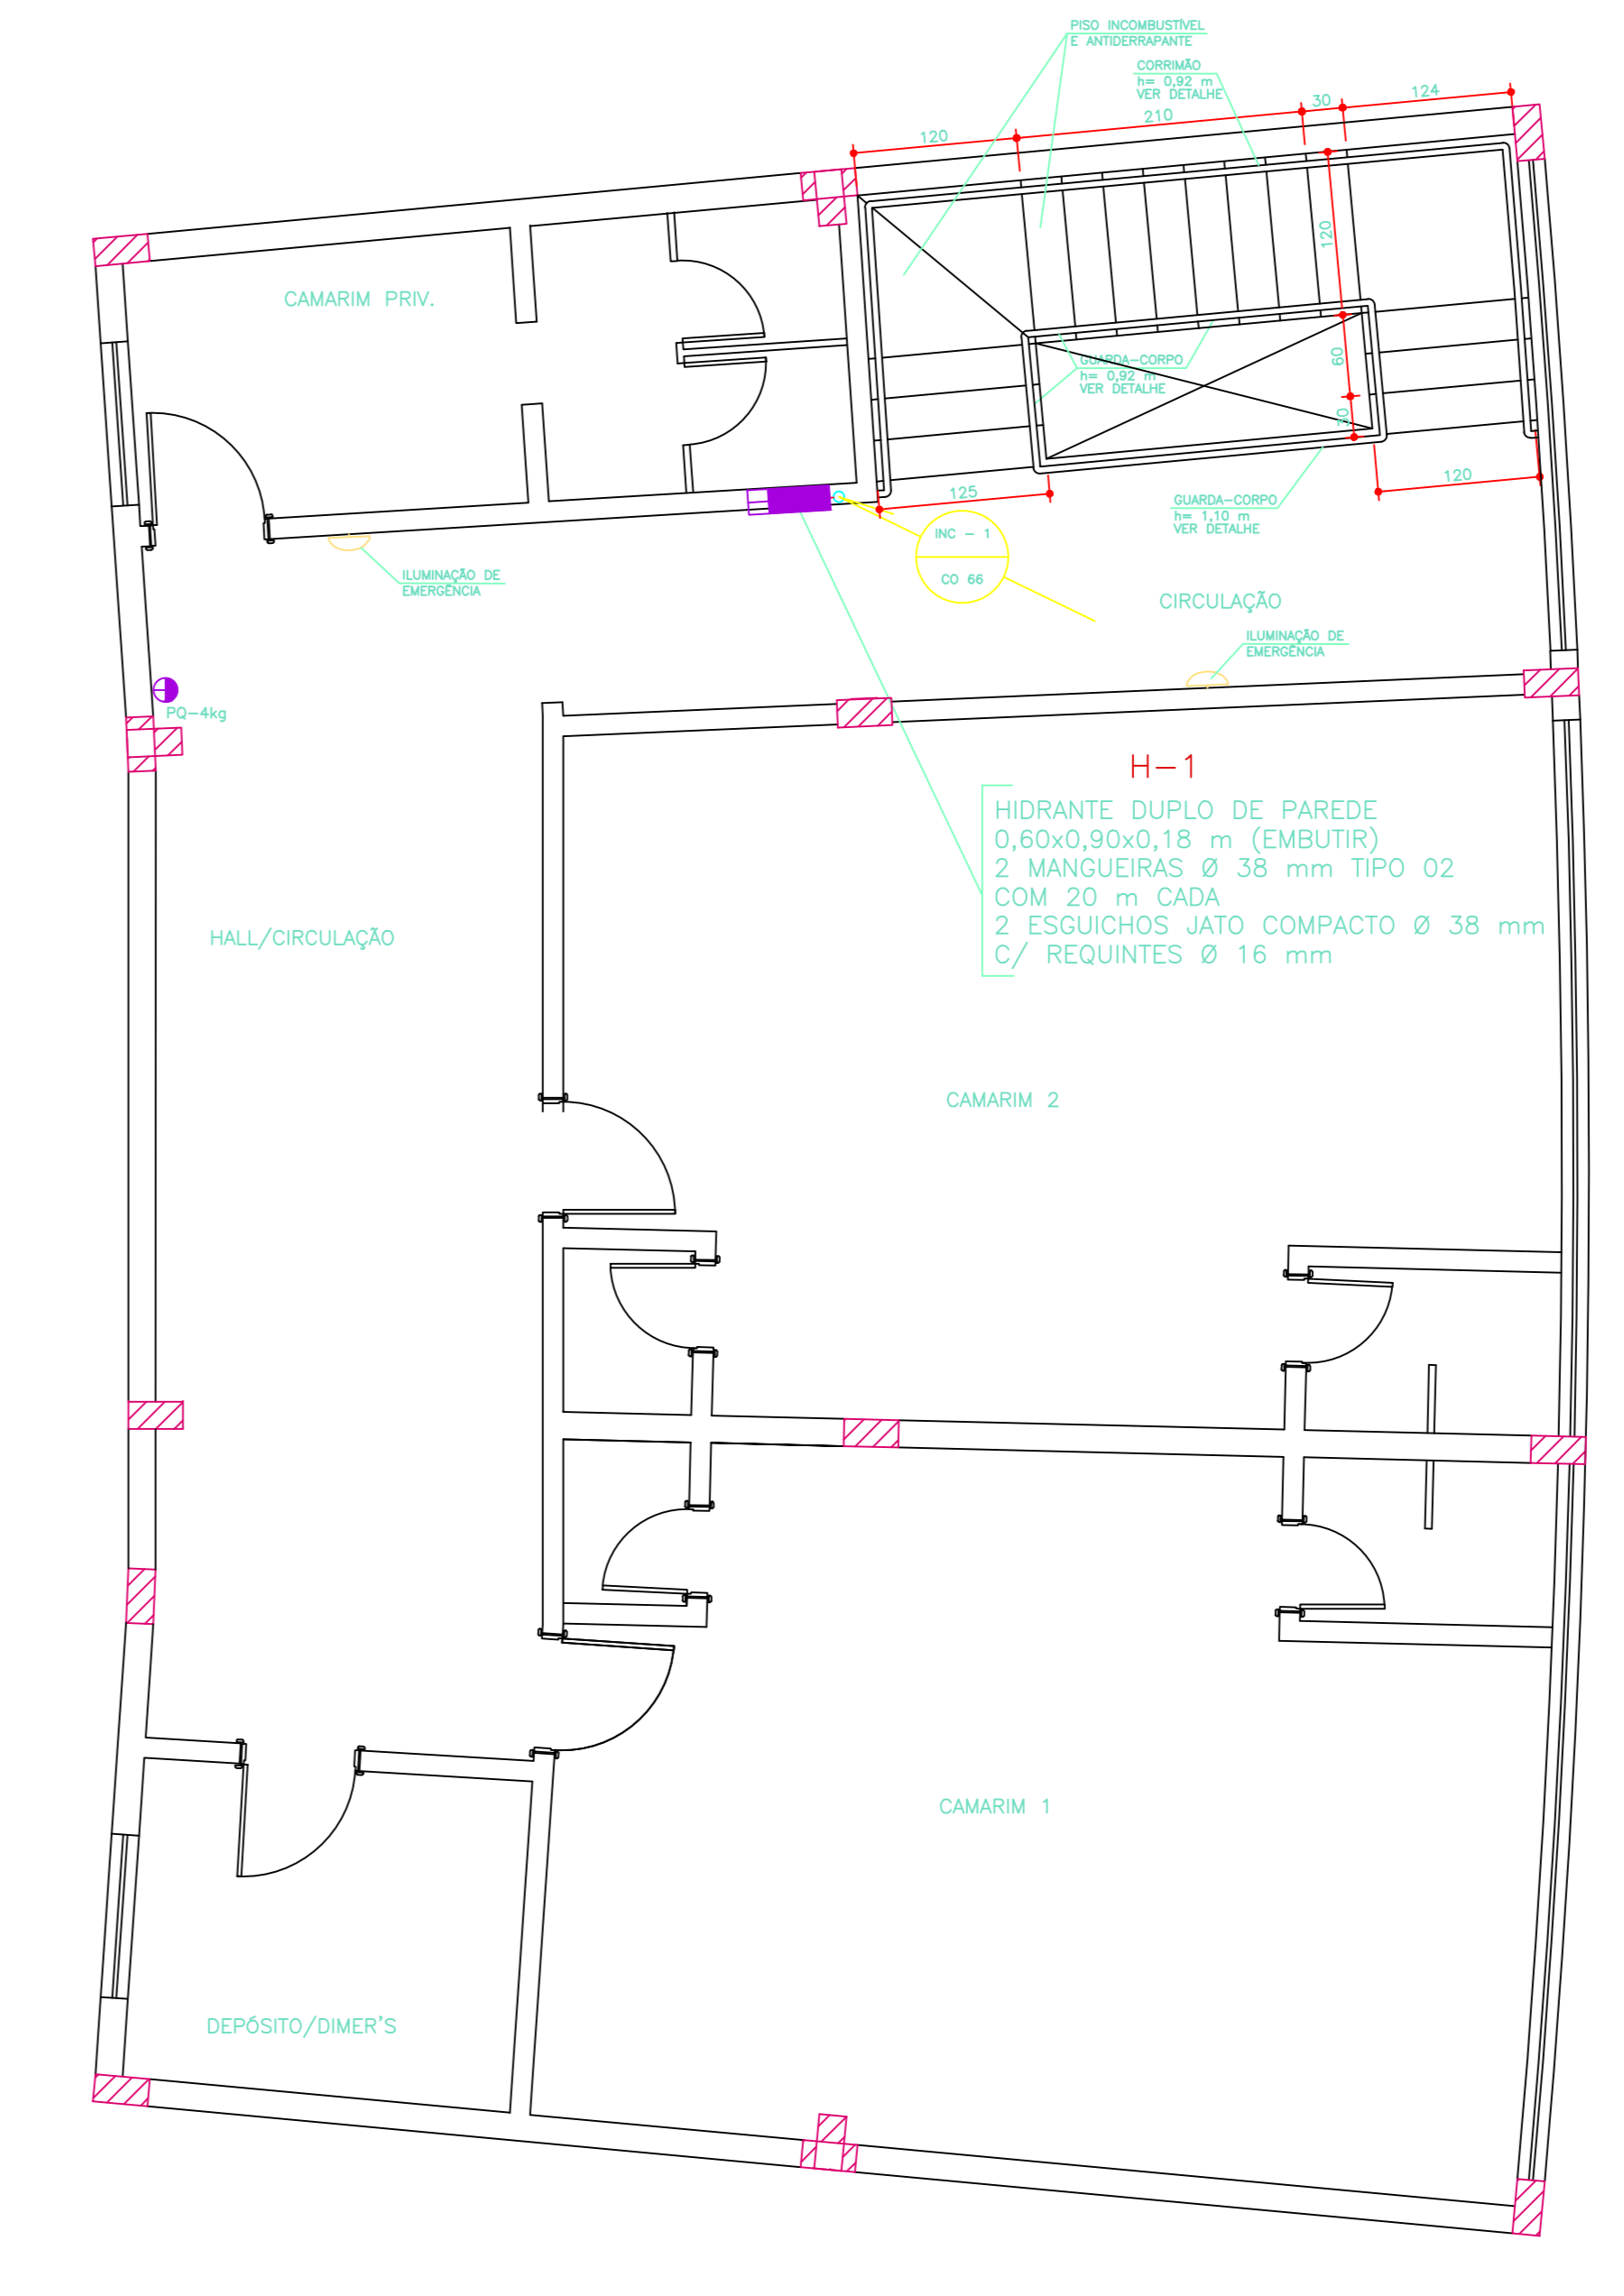 PISO INCOMBUSTÍVEL
E ANTIDERRAPANTE
CORRIMÃO
h= 0,92 m
VER DETALHE
120
210
30
124
120
60
30
CAMARIM PRIV.
GUARDA-CORPO
h= 0,92 m
VER DETALHE
125
120
GUARDA-CORPO
h= 1,10 m
VER DETALHE
INC - 1
CO 66
ILUMINAÇÃO DE
EMERGÊNCIA
CIRCULAÇÃO
ILUMINAÇÃO DE
EMERGÊNCIA
PQ-4kg
H-1
HIDRANTE DUPLO DE PAREDE
0,60x0,90x0,18 m (EMBUTIR)
2 MANGUEIRAS Ø 38 mm TIPO 02
COM 20 m CADA
2 ESGUICHOS JATO COMPACTO Ø 38 mm
C/ REQUINTES Ø 16 mm
HALL/CIRCULAÇÃO
CAMARIM 2
CAMARIM 1
DEPÓSITO/DIMER'S